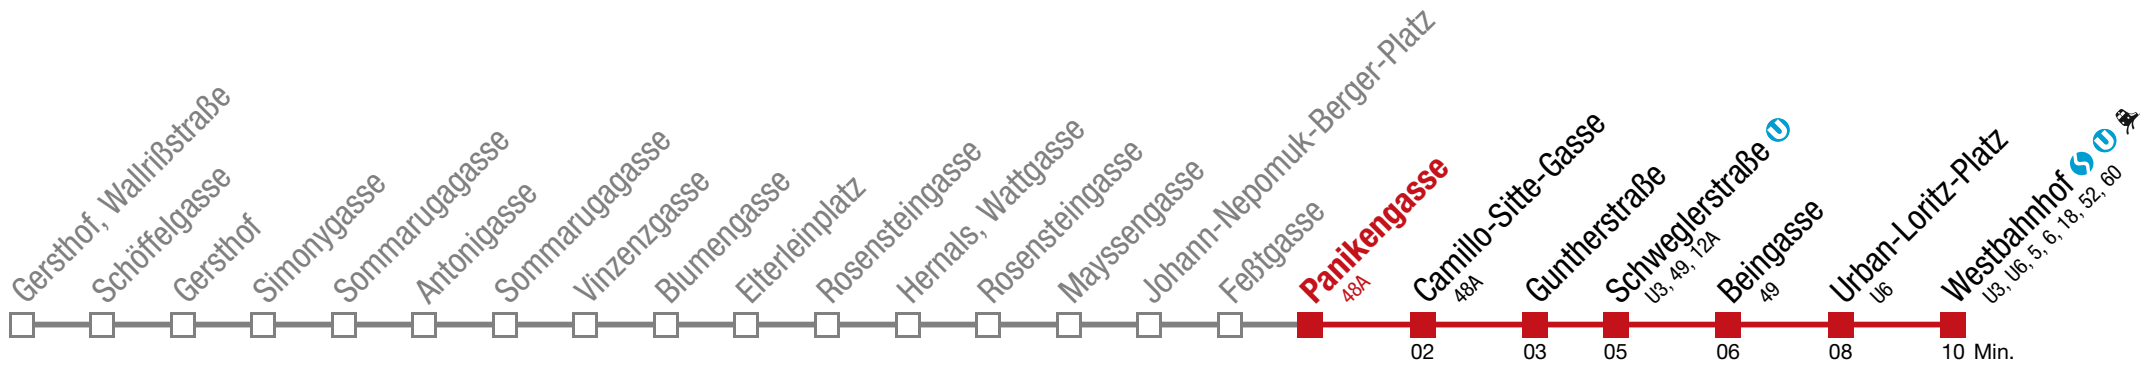 Gersthof, Wallrißstraße
Schöffelgasse
Gersthof
Simonygasse
Sommarugagasse
Antonigasse
Sommarugagasse
Vinzenzgasse
Blumengasse
Elterleinplatz
Rosensteingasse
Hernals, Wattgasse
Rosensteingasse
Mayssengasse
Johann-Nepomuk-Berger-Platz
Feßtgasse
Panikengasse
48A
Camillo-Sitte-Gasse
48A
Guntherstraße
Schweglerstraße U
U3, 49, 12A
Beingasse
49
Urban-Loritz-Platz
U6
Westbahnhof S U
U3, U6, 5, 6, 18, 52, 60
02 03 05 06 08 10 Min.